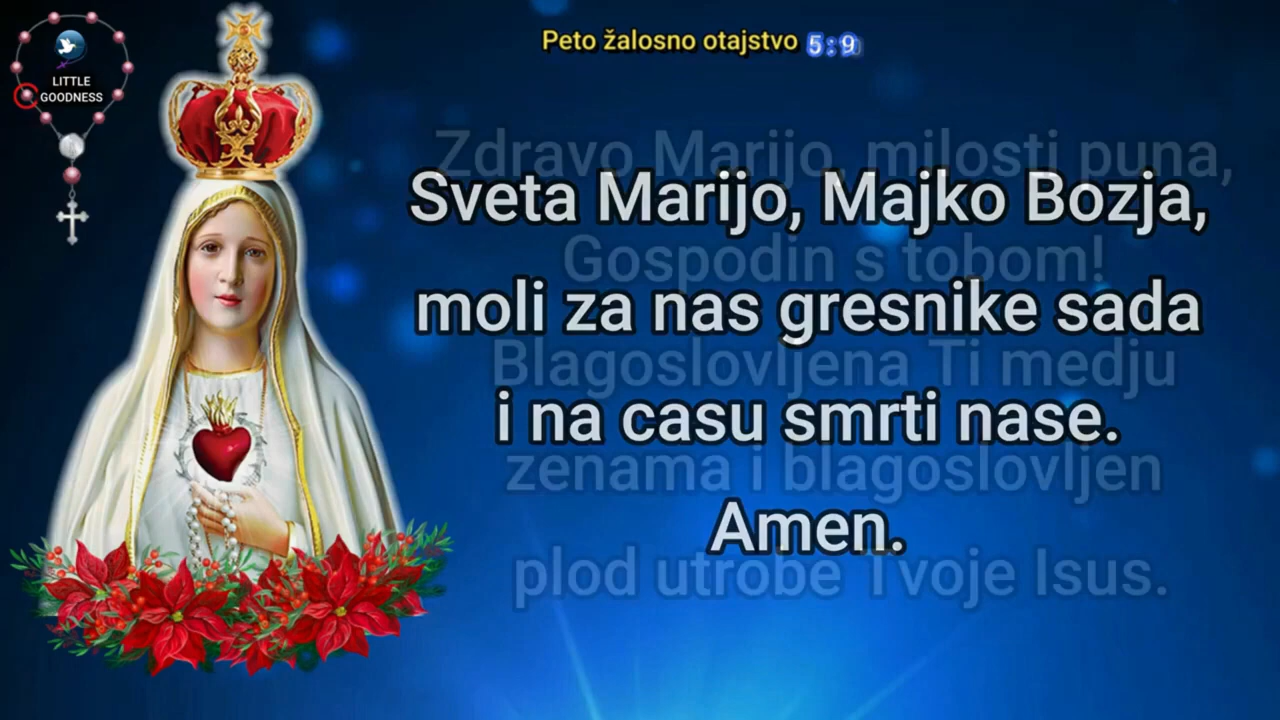 LITTLE
GOODNESS
Peto žalosno otajstvo 5:9
Zdravo Marijo, milosti puna,
Sveta Marijo, Majko Bozja,
Gospodin s tobom!
moli za nas gresnike sada
Blagoslovljena Ti medju
i na casu smrti nase.
zenama i blagoslovljen
Amen.
plod utrobe Tvoje Isus.